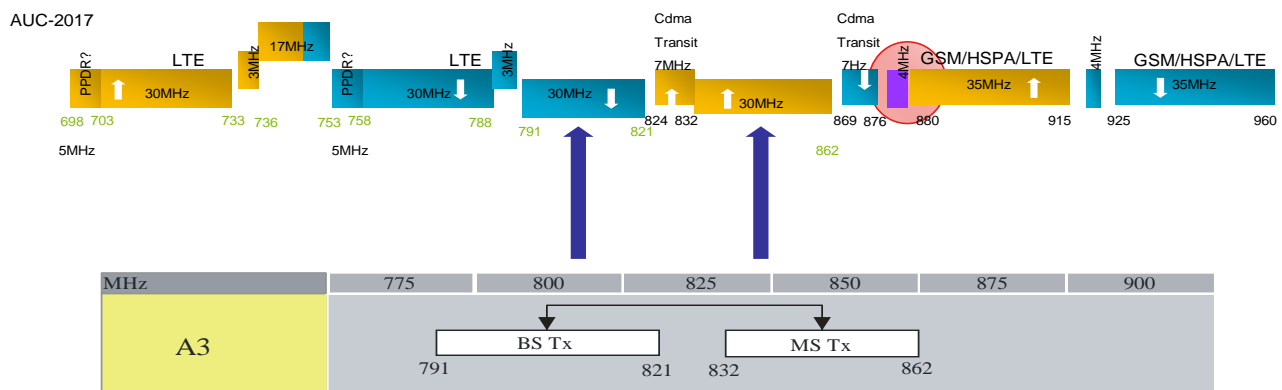 AUC-2017
Cdma
Transit
7MHz
Cdma
Transit
7Hz
PPDR?
LTE
30MHz
3MHz
17MHz
PPDR?
LTE
30MHz
3MHz
30MHz
30MHz
4MHz
GSM/HSPA/LTE
35MHz
4MHz
GSM/HSPA/LTE
35MHz
698 703 733 736 753 758 788 791 821 824 832 862 869 876 880 915 925 960
5MHz 5MHz
MHz 775 800 825 850 875 900
A3
BS Tx MS Tx
791 821 832 862